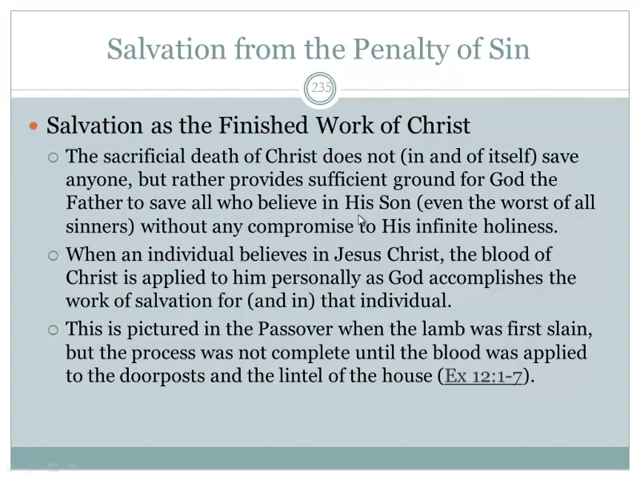 Salvation from the Penalty of Sin
235
Salvation as the Finished Work of Christ
The sacrificial death of Christ does not (in and of itself) save
anyone, but rather provides sufficient ground for God the
Father to save all who believe in His Son (even the worst of all
sinners) without any compromise to His infinite holiness.
When an individual believes in Jesus Christ, the blood of
Christ is applied to him personally as God accomplishes the
work of salvation for (and in) that individual.
This is pictured in the Passover when the lamb was first slain,
but the process was not complete until the blood was applied
to the doorposts and the lintel of the house (Ex 12:1-7).